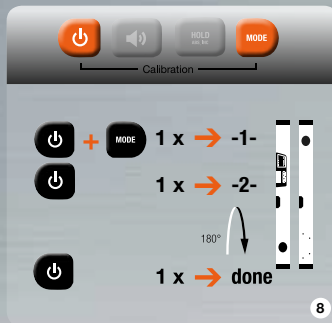 HOLD
MODE
Calibration
+ MODE 1 x → -1-
1 x → -2-
180°
1 x → done
8